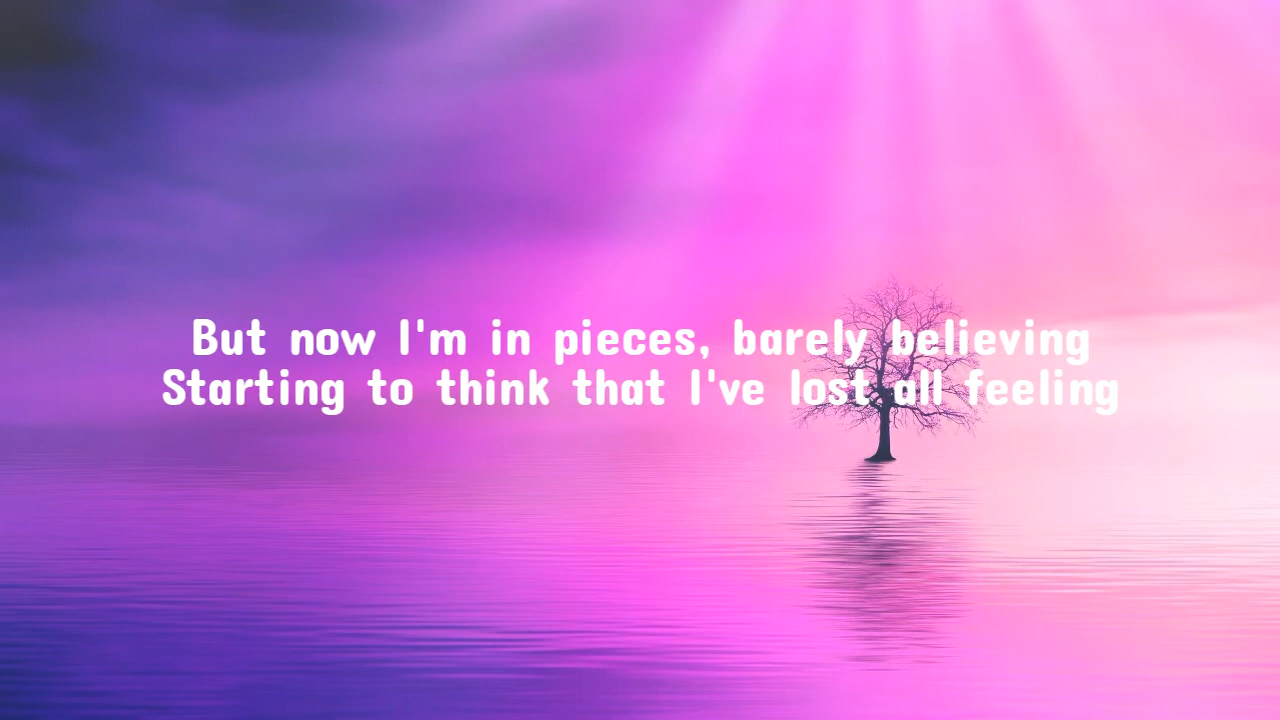 But now I'm in pieces, barely believing
Starting to think that I've lost all feeling